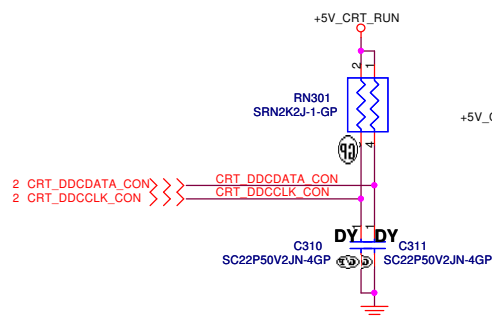 +5V_CRT_RUN
2 1
RN301
SRN2K2J-1-GP
+5V_C
4
2 CRT_DDCDATA_CON CRT_DDCDATA_CON
2 CRT_DDCCLK_CON CRT_DDCCLK_CON
DY DY
C310 C311
SC22P50V2JN-4GP SC22P50V2JN-4GP